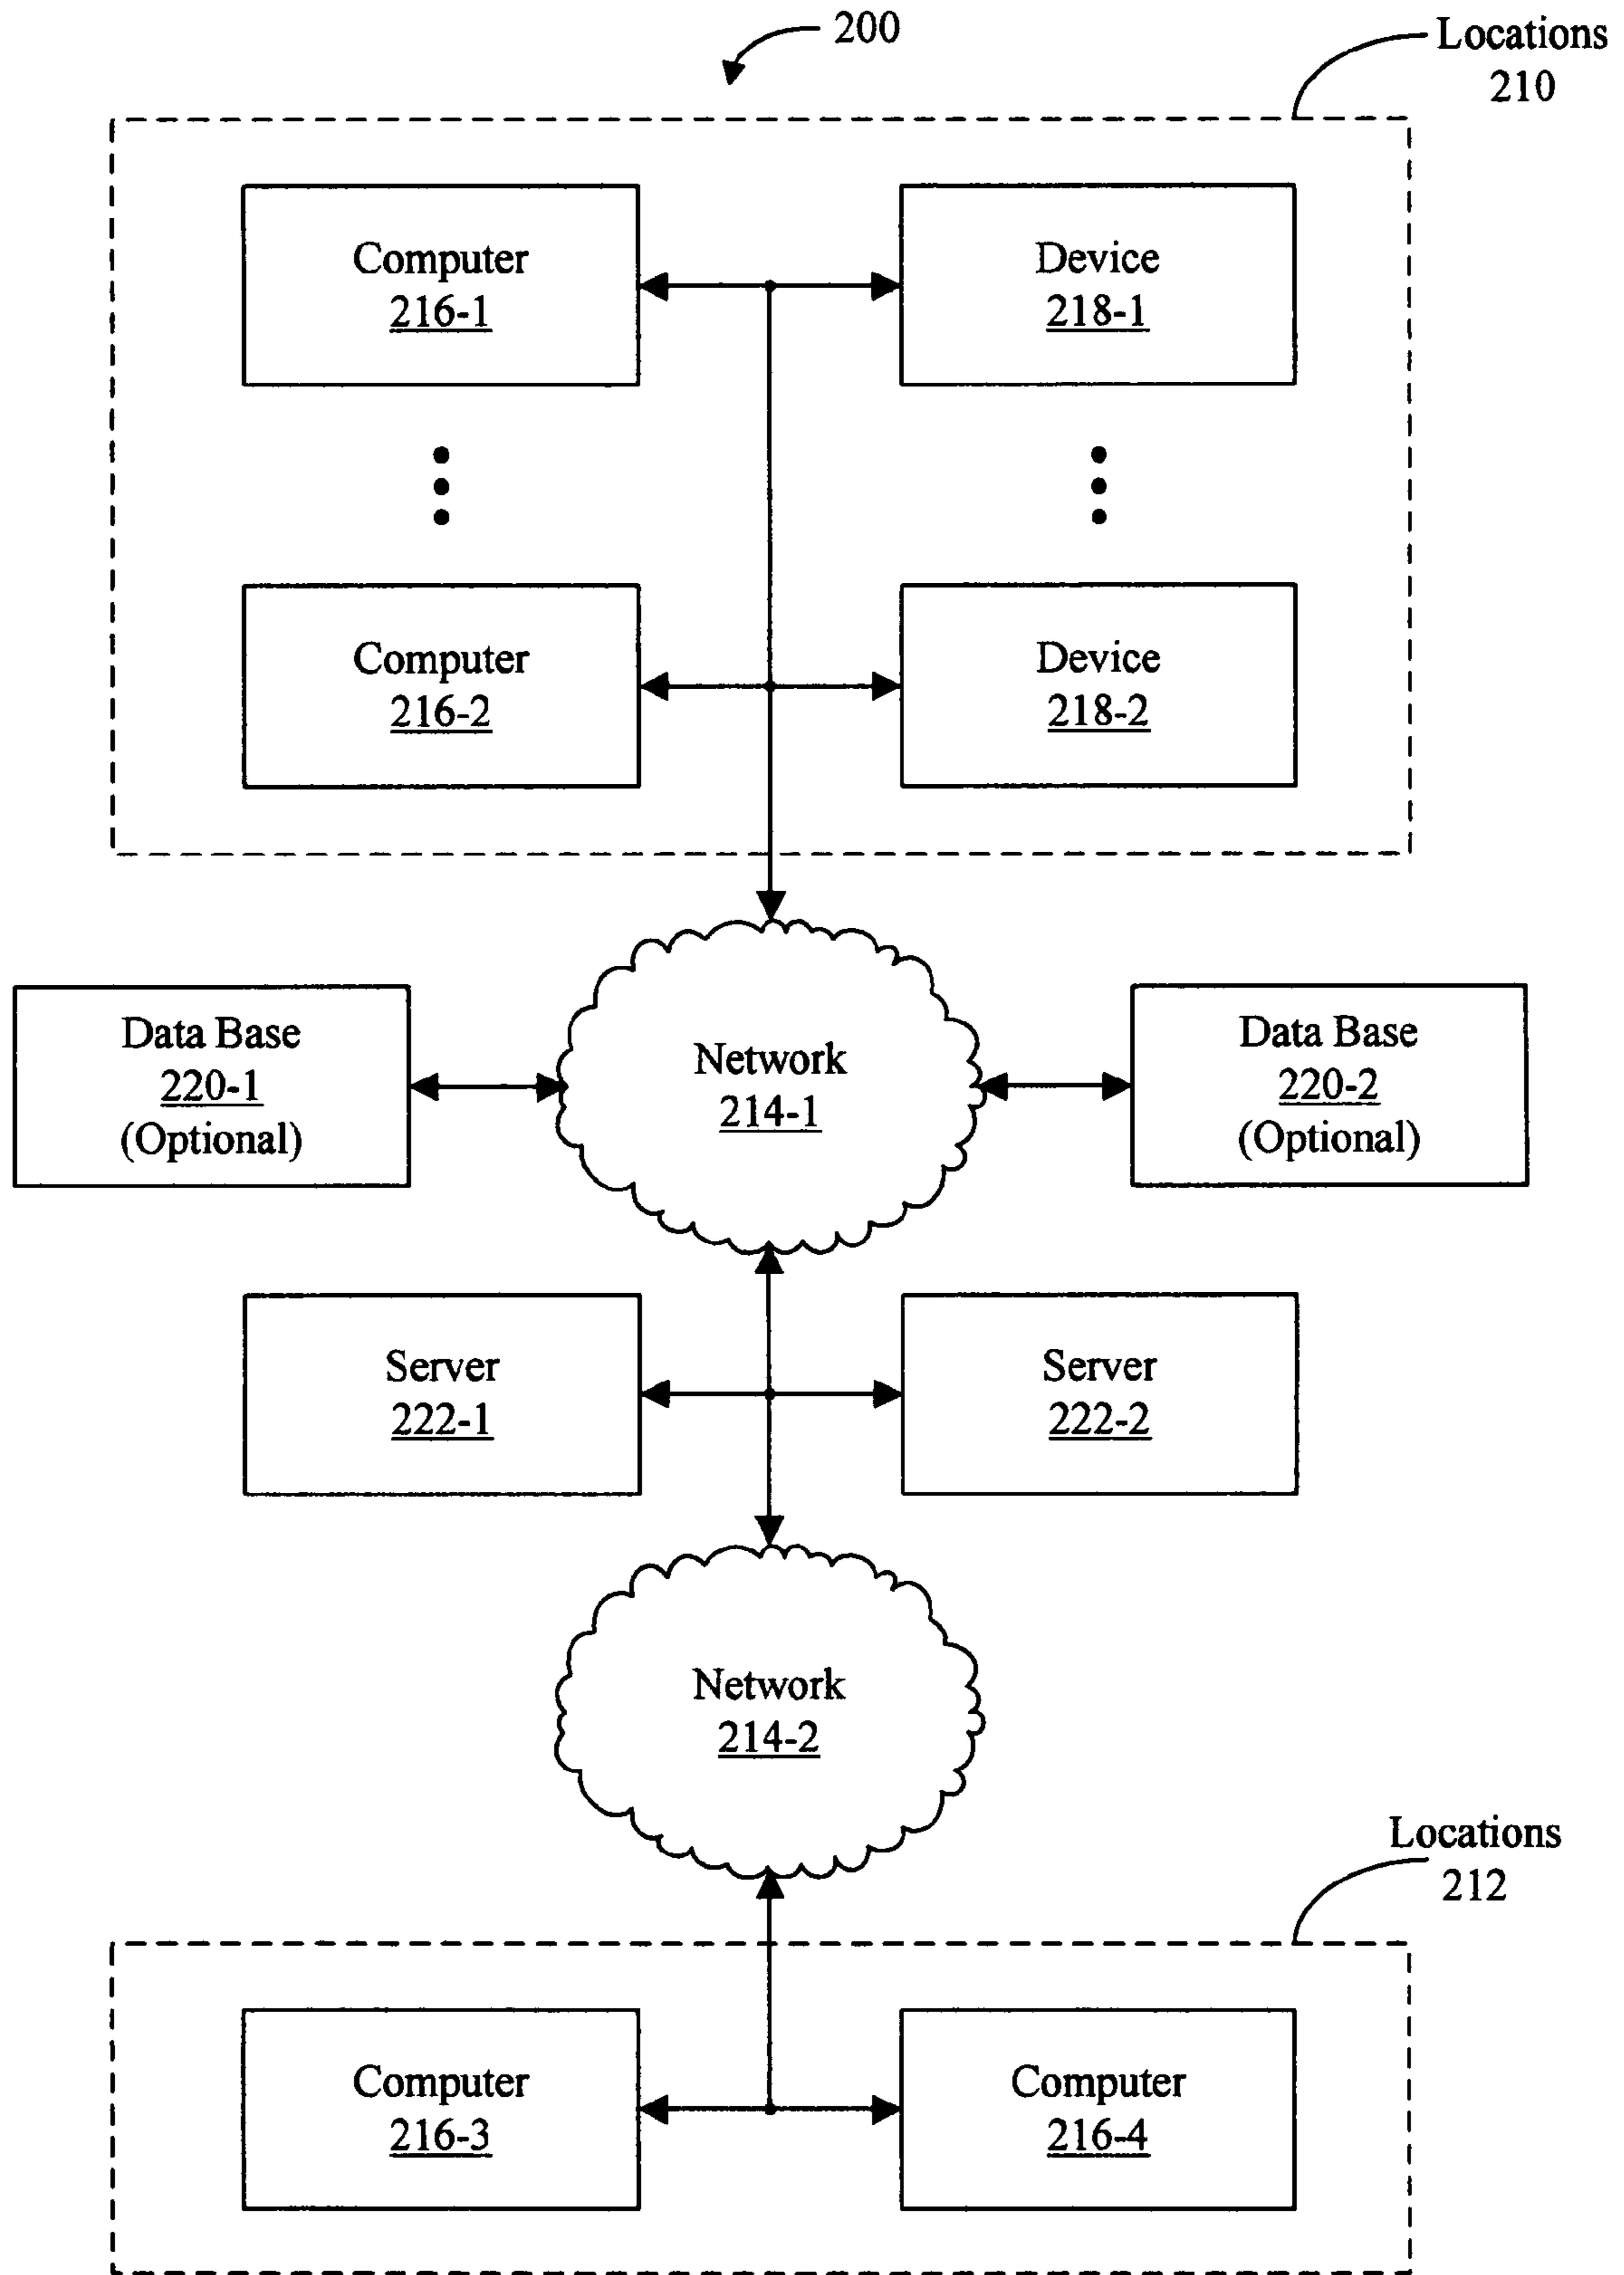 200
Locations
210
Computer
216-1
Device
218-1
Computer
216-2
Device
218-2
Data Base
220-1
(Optional)
Network
214-1
Data Base
220-2
(Optional)
Server
222-1
Server
222-2
Network
214-2
Locations
212
Computer
216-3
Computer
216-4